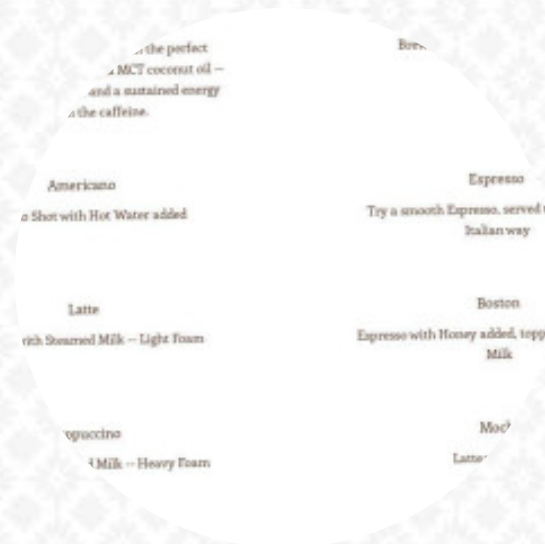 the perfect
MCT coconut oil —
and a sustained energy
the caffeine.
Americano
Shot with Hot Water added
Latte
Steamed Milk — Light Foam
Milk — Heavy Foam
Espresso
Try a smooth Espresso, served
Italian way
Boston
Espresso with Honey added,
Milk